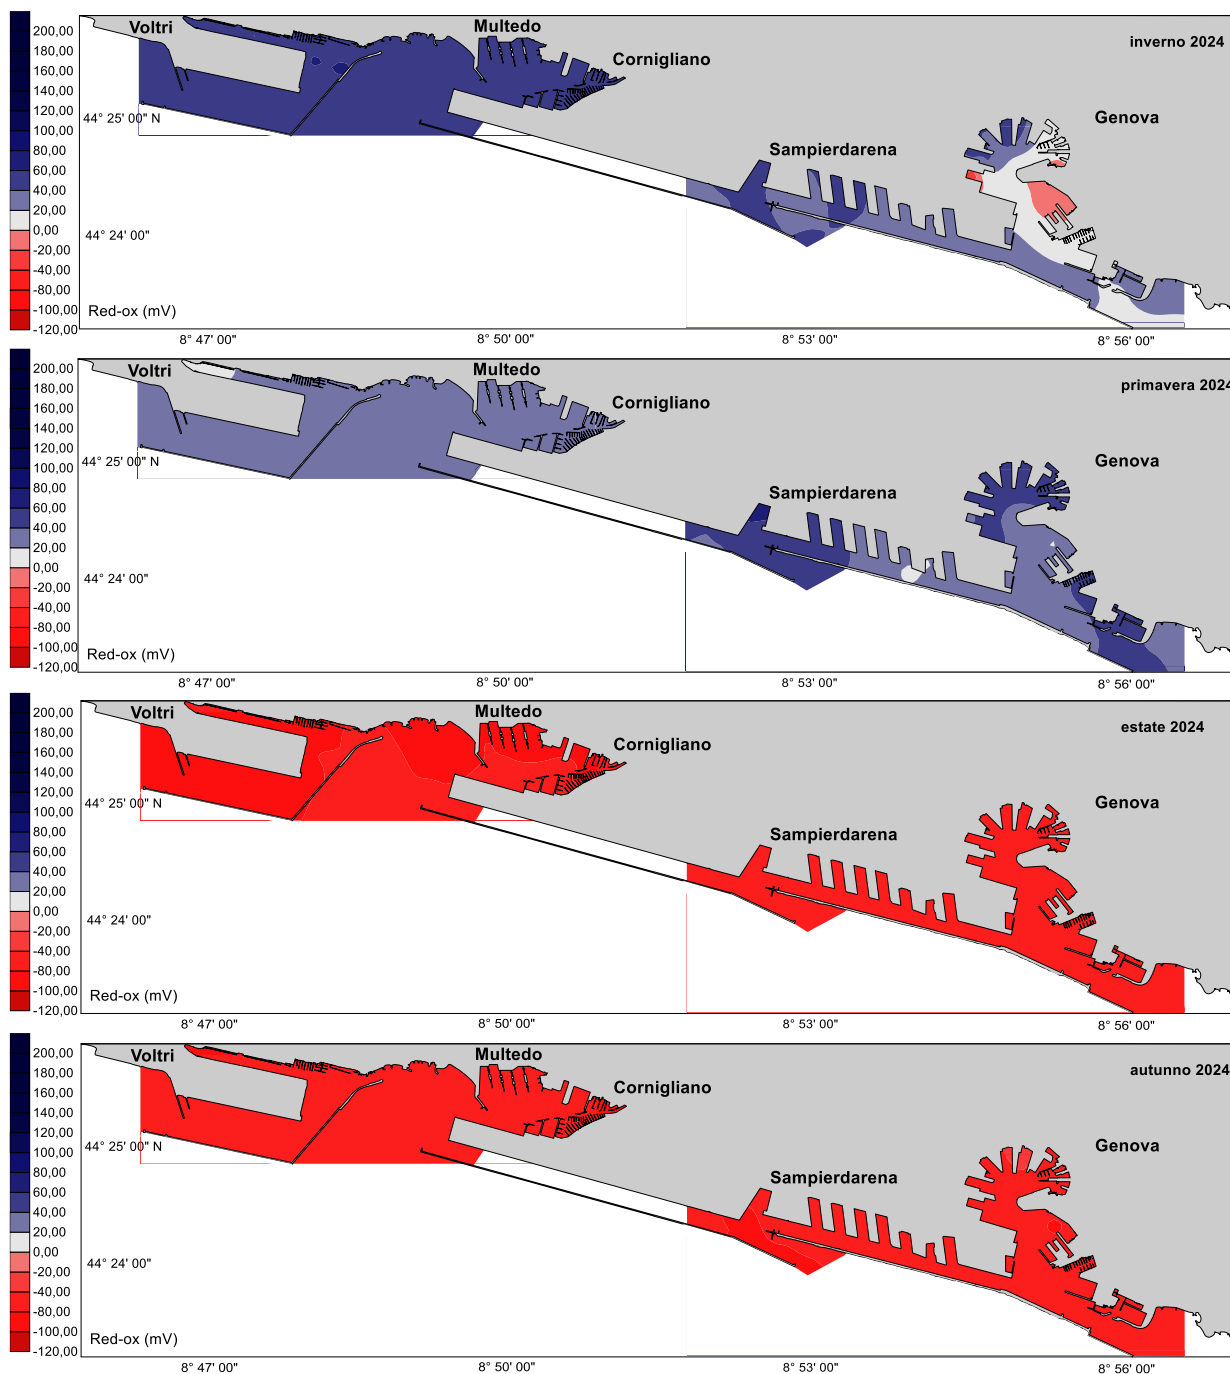 Voltri
Multedo
Cornigliano
inverno 2024
Genova
Sampierdarena
200,00
180,00
160,00
140,00
120,00
100,00
80,00
60,00
40,00
20,00
0,00
-20,00
-40,00
-80,00
-100,00
-120,00
44° 25' 00" N
44° 24' 00"
Red-ox (mV)
8° 47' 00" 8° 50' 00" 8° 53' 00" 8° 56' 00"
Voltri
Multedo
Cornigliano
primavera 2024
Genova
Sampierdarena
200,00
180,00
160,00
140,00
120,00
100,00
80,00
60,00
40,00
20,00
0,00
-20,00
-40,00
-80,00
-100,00
-120,00
44° 25' 00" N
44° 24' 00"
Red-ox (mV)
8° 47' 00" 8° 50' 00" 8° 53' 00" 8° 56' 00"
Voltri
Multedo
Cornigliano
estate 2024
Genova
Sampierdarena
200,00
180,00
160,00
140,00
120,00
100,00
80,00
60,00
40,00
20,00
0,00
-20,00
-40,00
-80,00
-100,00
-120,00
44° 25' 00" N
44° 24' 00"
Red-ox (mV)
8° 47' 00" 8° 50' 00" 8° 53' 00" 8° 56' 00"
Voltri
Multedo
Cornigliano
autunno 2024
Genova
Sampierdarena
200,00
180,00
160,00
140,00
120,00
100,00
80,00
60,00
40,00
20,00
0,00
-20,00
-40,00
-80,00
-100,00
-120,00
44° 25' 00" N
44° 24' 00"
Red-ox (mV)
8° 47' 00" 8° 50' 00" 8° 53' 00" 8° 56' 00"